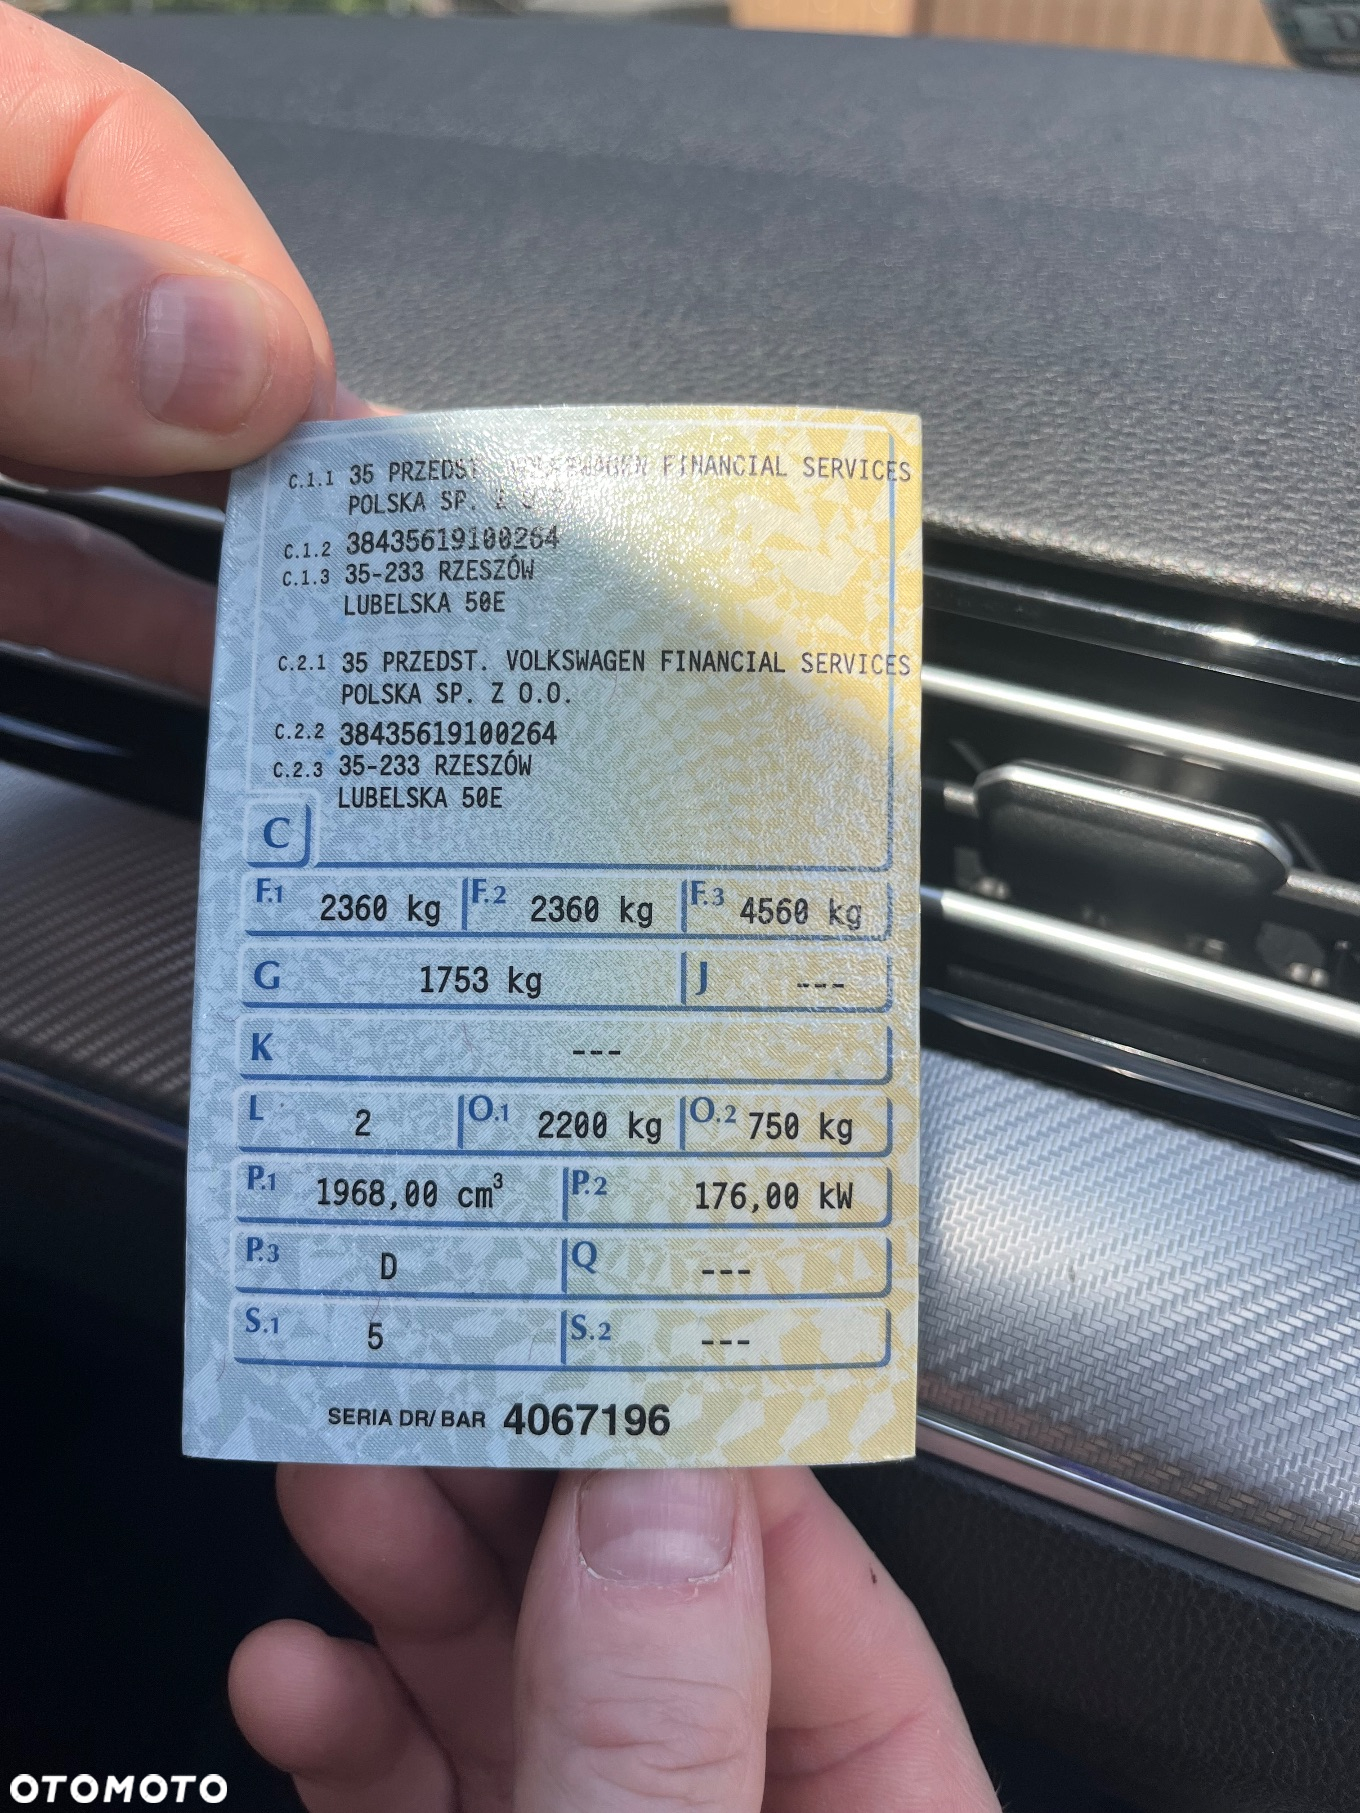 C.1.1 35 PRZEDST. VOLKSWAGEN FINANCIAL SERVICES
POLSKA SP. Z O.O.
C.1.2 38435619100264
C.1.3 35-233 RZESZÓW
LUBELSKA 50E
C.2.1 35 PRZEDST. VOLKSWAGEN FINANCIAL SERVICES
POLSKA SP. Z O.O.
C.2.2 38435619100264
C.2.3 35-233 RZESZÓW
LUBELSKA 50E
C
F.1 2360 kg F.2 2360 kg F.3 4560 kg
G 1753 kg J ---
K ---
L 2 O.1 2200 kg O.2 750 kg
P.1 1968,00 cm³ P.2 176,00 kW
P.3 D Q ---
S.1 5 S.2 ---
SERIA DR/BAR 4067196
OTOMOTO